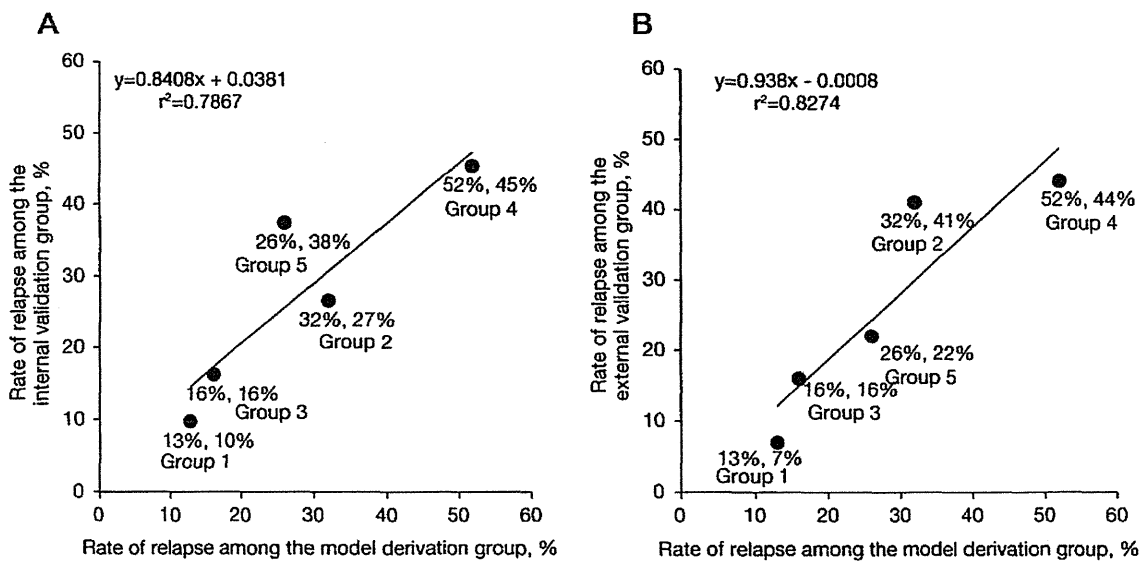 A
y=0.8408x + 0.0381
r²=0.7867
Rate of relapse among the
internal validation group, %
60
50
40
30
20
10
0
52%, 45%
Group 4
26%, 38%
Group 5
32%, 27%
Group 2
16%, 16%
Group 3
13%, 10%
Group 1
0 10 20 30 40 50 60
Rate of relapse among the model derivation group, %
B
y=0.938x - 0.0008
r²=0.8274
Rate of relapse among the
external validation group, %
60
50
40
30
20
10
0
52%, 44%
Group 4
32%, 41%
Group 2
26%, 22%
Group 5
16%, 16%
Group 3
13%, 7%
Group 1
0 10 20 30 40 50 60
Rate of relapse among the model derivation group, %